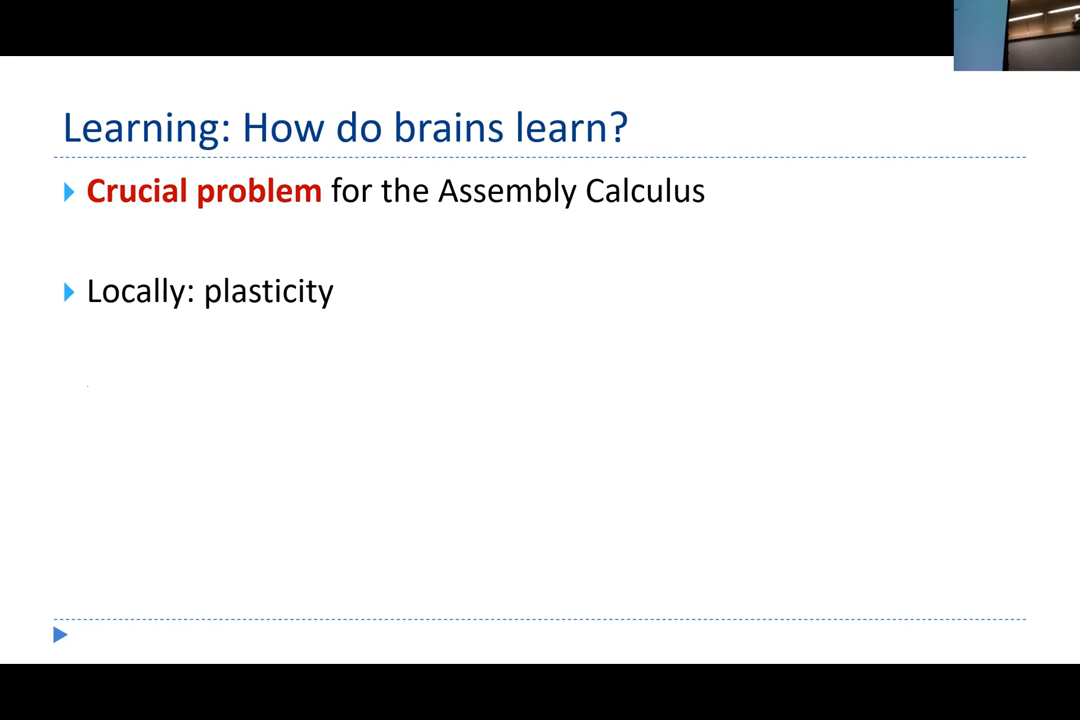 Learning: How do brains learn?
Crucial problem for the Assembly Calculus
Locally: plasticity